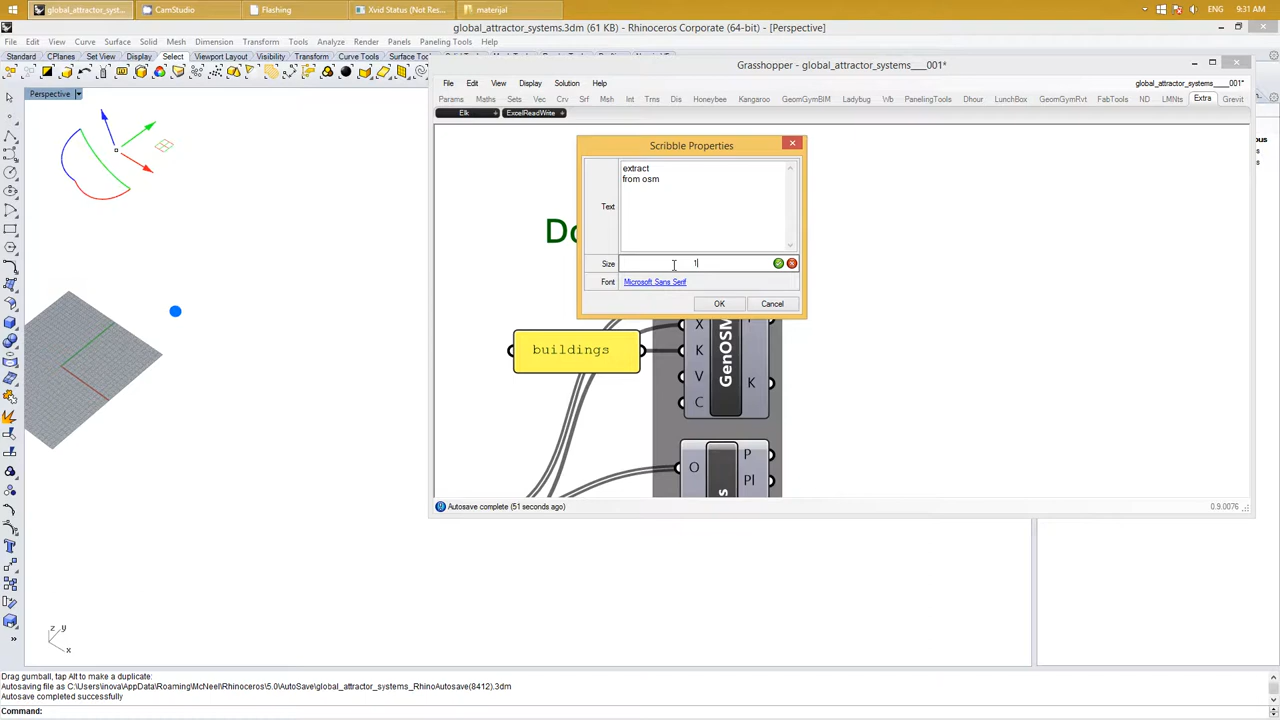 global_attractor_syst...
CamStudio
Flashing
Xvid Status (Not Res...
materijal
ENG
9:31 AM
global_attractor_systems.3dm (61 KB) - Rhinoceros Corporate (64-bit) - [Perspective]
File Edit View Curve Surface Solid Mesh Dimension Transform Tools Analyze Render Panels Paneling Tools Help
Standard CPlanes Set View Display Select Viewport Layout Visibility Transform Curve Tools Surface Too
Perspective
Grasshopper - global_attractor_systems___001*
File Edit View Display Solution Help
global_attractor_systems___001*
Params Maths Sets Vec Crv Srf Msh Int Trns Dis Honeybee Kangaroo GeomGymBIM Ladybug Wb PanelingTools Dhour LunchBox GeomGymRvt FabTools IND LMNts Extra Grevit
Elk
ExcelReadWrite
Scribble Properties
Text
extract
from osm
Size
1
Font
Microsoft Sans Serif
OK
Cancel
buildings
X
K
V
C
GenOSM
K
O
P
Pl
s
Autosave complete (51 seconds ago)
0.9.0076
z y
x
Drag gumball, tap Alt to make a duplicate:
Autosaving file as C:\Users\inova\AppData\Roaming\McNeel\Rhinoceros\5.0\AutoSave\global_attractor_systems_RhinoAutosave(8412).3dm
Autosave completed successfully
Command: